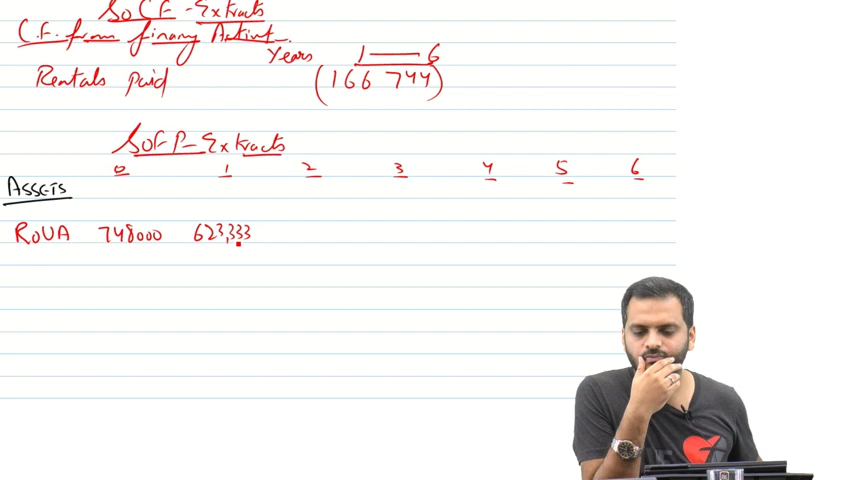 SOCF - Extracts
C.F. from Financy Activit.
Years 1 — 6
Rentals paid (166 744)
SOFP - Extracts
0 1 2 3 4 5 6
ASSETS
ROUA 748000 623,333